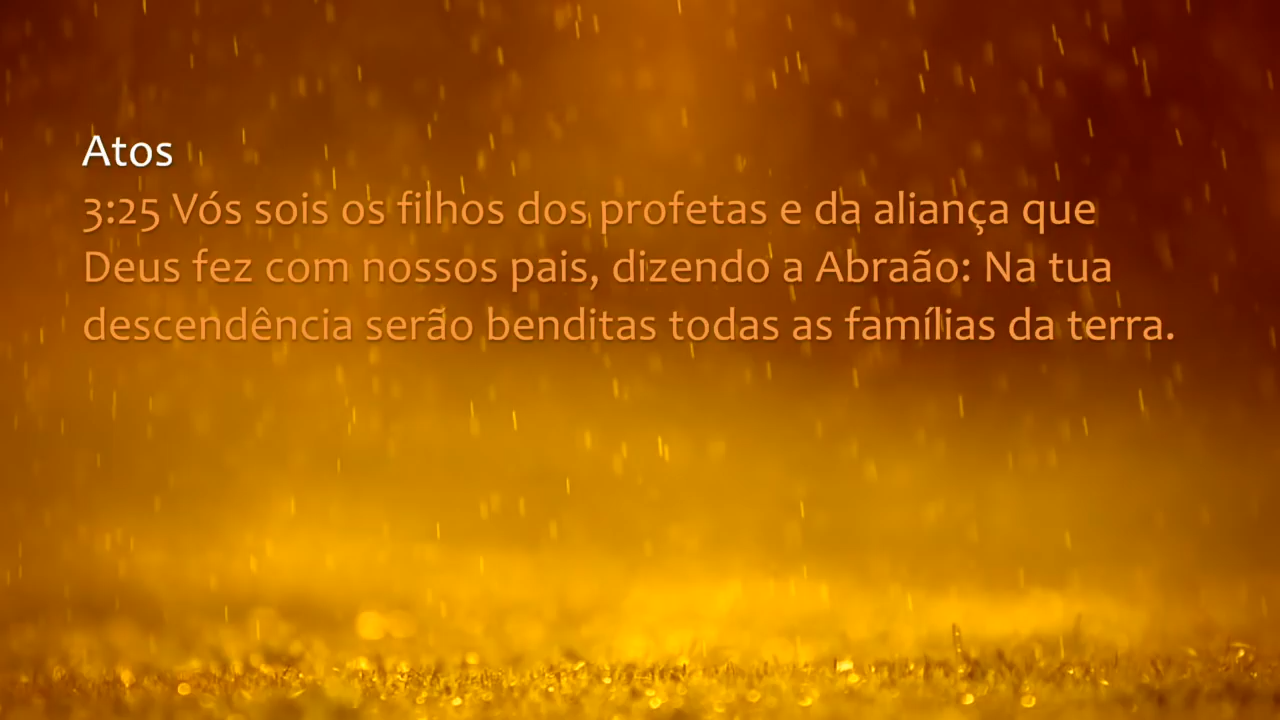 Atos
3:25 Vós sois os filhos dos profetas e da aliança que
Deus fez com nossos pais, dizendo a Abraão: Na tua
descendência serão benditas todas as famílias da terra.